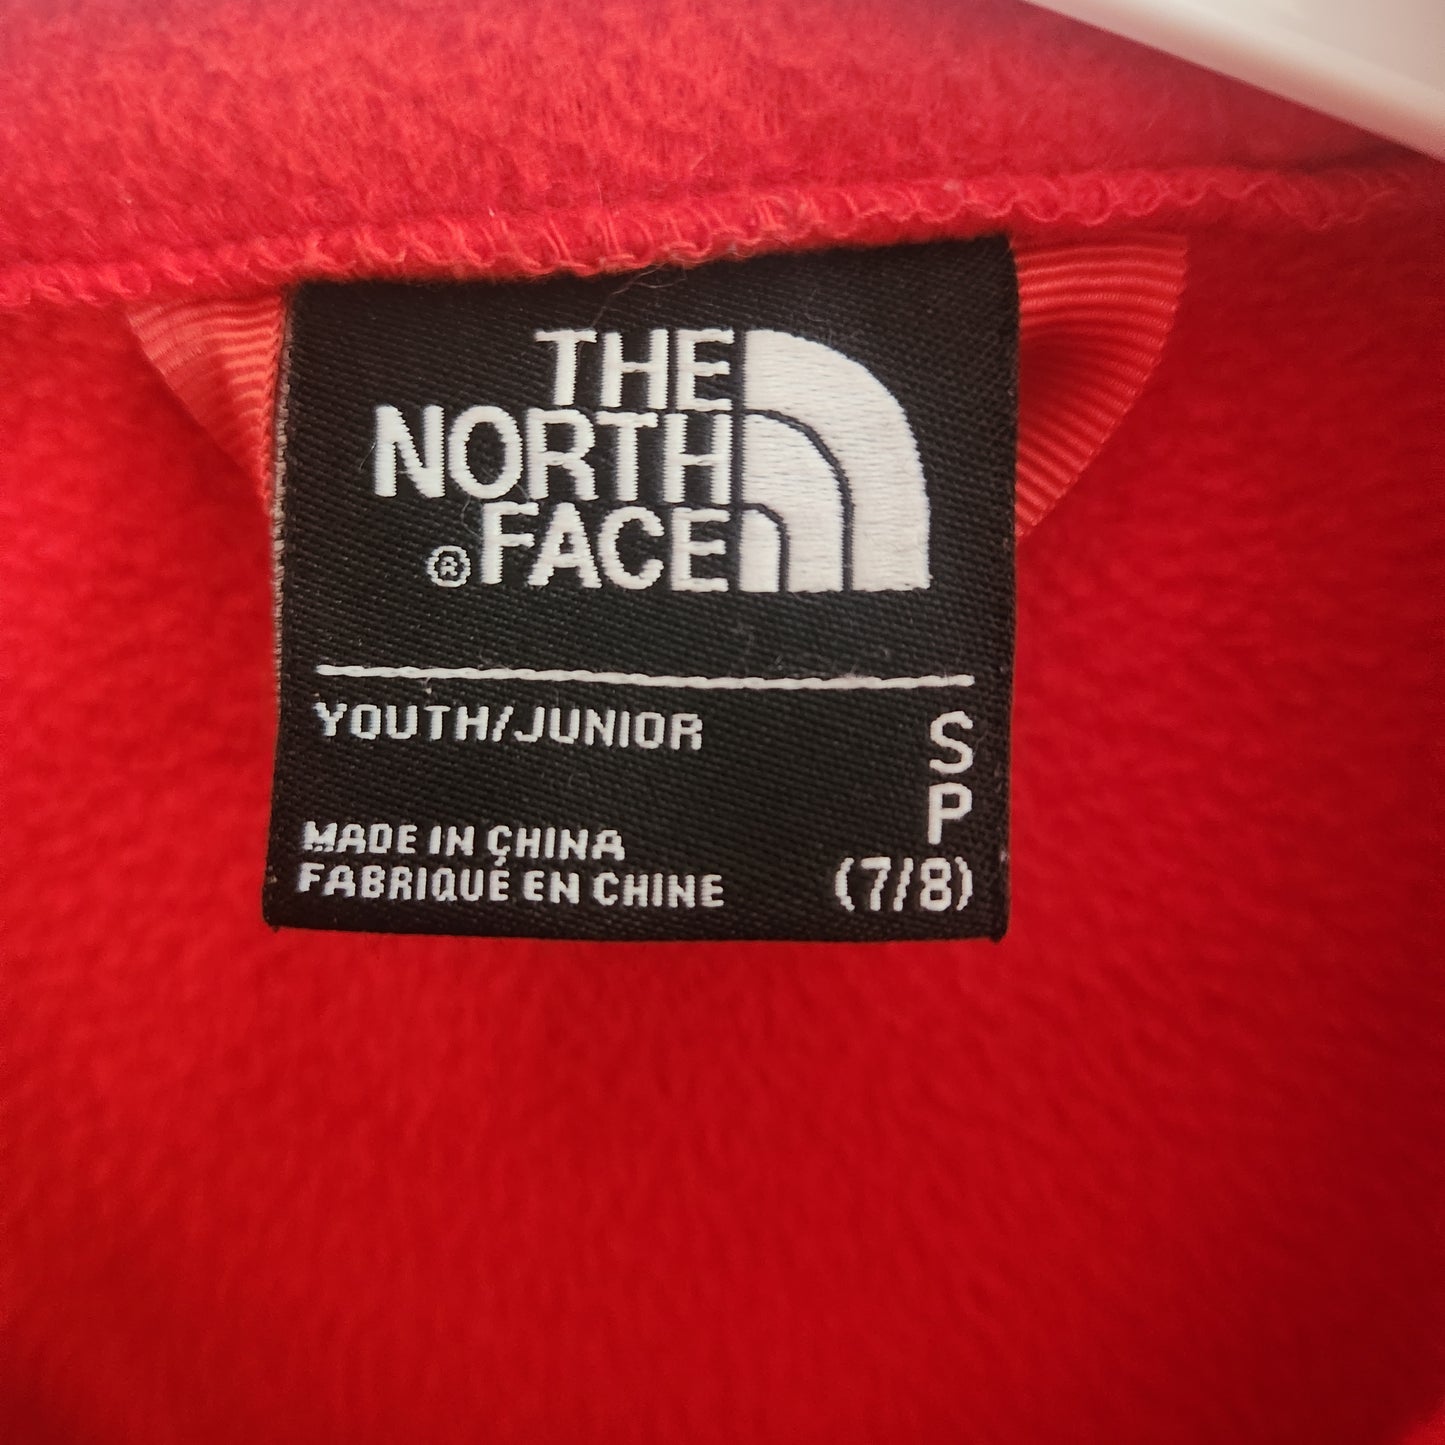 THE
NORTH
®FACE
YOUTH/JUNIOR
S
P
(7/8)
MADE IN CHINA
FABRIQUÉ EN CHINE